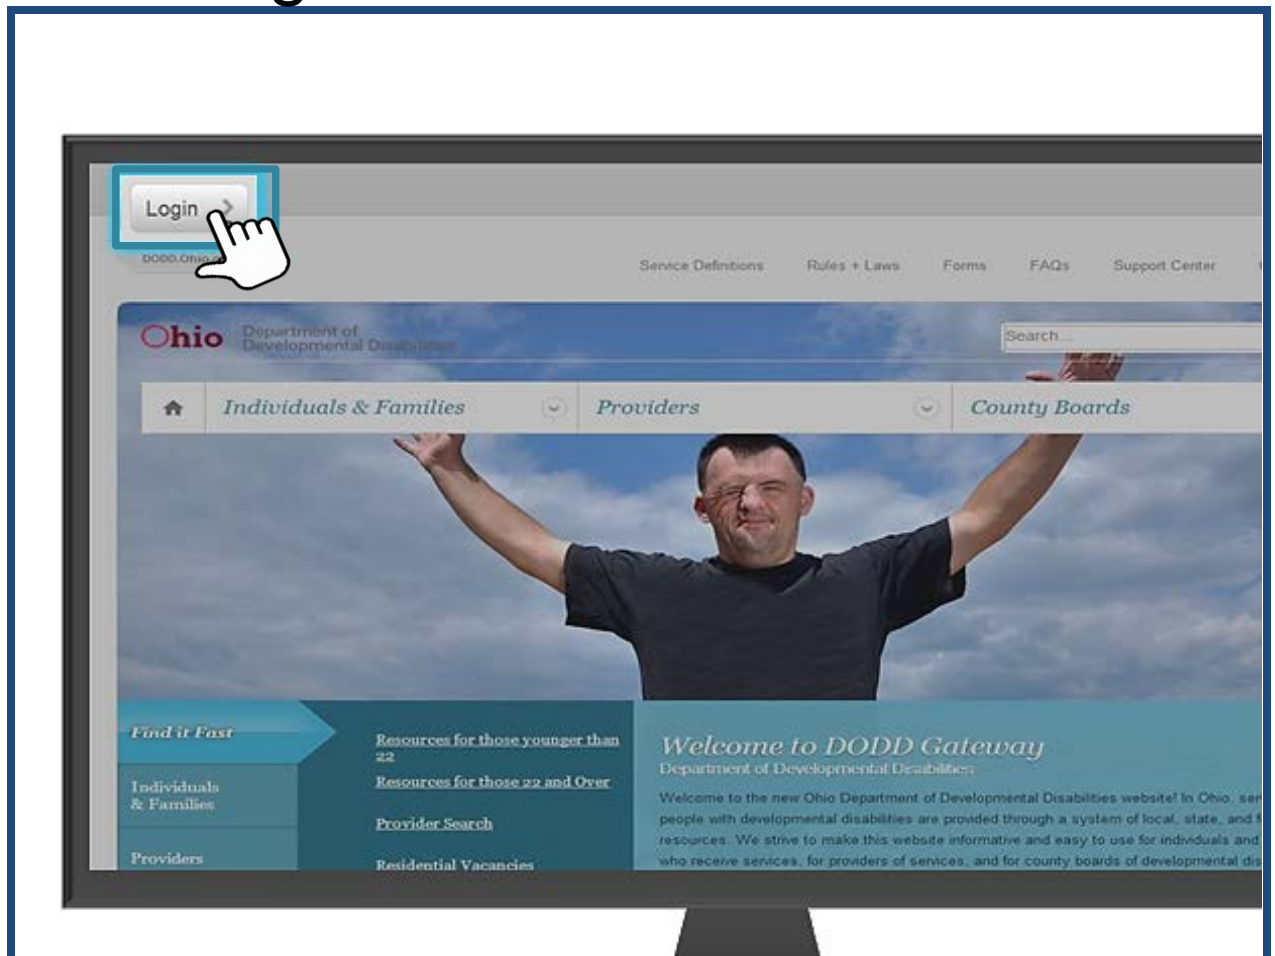 Login
Service Definitions Rules + Laws Forms FAQs Support Center
Ohio Department of
Developmental Disabilities
Search...
Individuals & Families Providers County Boards
Find it Fast
Individuals
& Families
Providers
Resources for those younger than
22
Resources for those 22 and Over
Provider Search
Residential Vacancies
Welcome to DODD Gateway
Department of Developmental Disabilities
Welcome to the new Ohio Department of Developmental Disabilities website! In Ohio, ser
people with developmental disabilities are provided through a system of local, state, and f
resources. We strive to make this website informative and easy to use for individuals and
who receive services, for providers of services, and for county boards of developmental dis